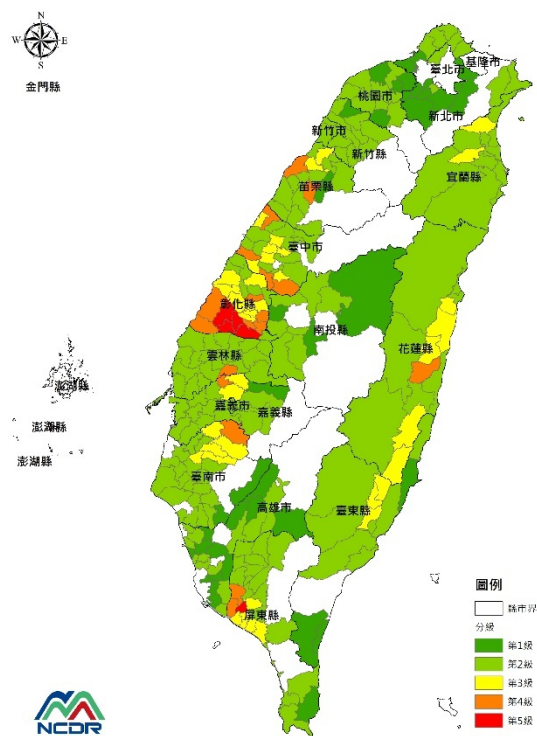 N
W
E
S
金門縣
臺北市
基隆市
桃園市
新北市
新竹市
新竹縣
苗栗縣
宜蘭縣
臺中市
彰化縣
南投縣
花蓮縣
雲林縣
澎湖縣
嘉義市
嘉義縣
澎湖縣
澎湖縣
臺南市
高雄市
臺東縣
屏東縣
圖例
縣市界
分級
第1級
第2級
第3級
第4級
第5級
NCDR